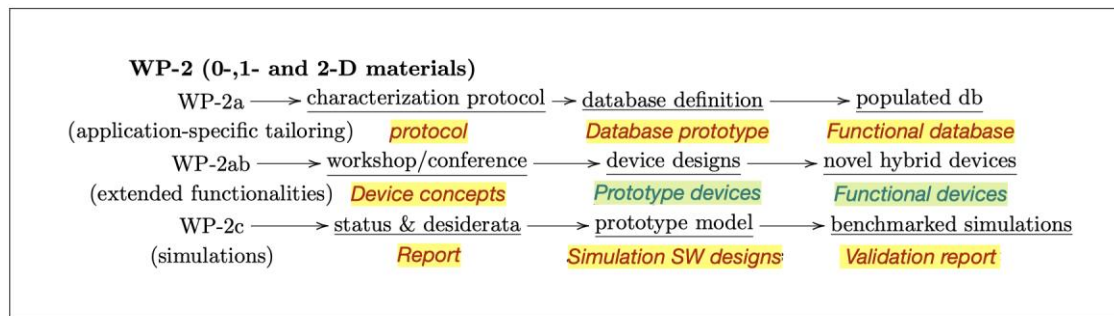 WP-2 (0-,1- and 2-D materials)
WP-2a characterization protocol database definition populated db
(application-specific tailoring) protocol Database prototype Functional database
WP-2ab workshop/conference device designs novel hybrid devices
(extended functionalities) Device concepts Prototype devices Functional devices
WP-2c status & desiderata prototype model benchmarked simulations
(simulations) Report Simulation SW designs Validation report